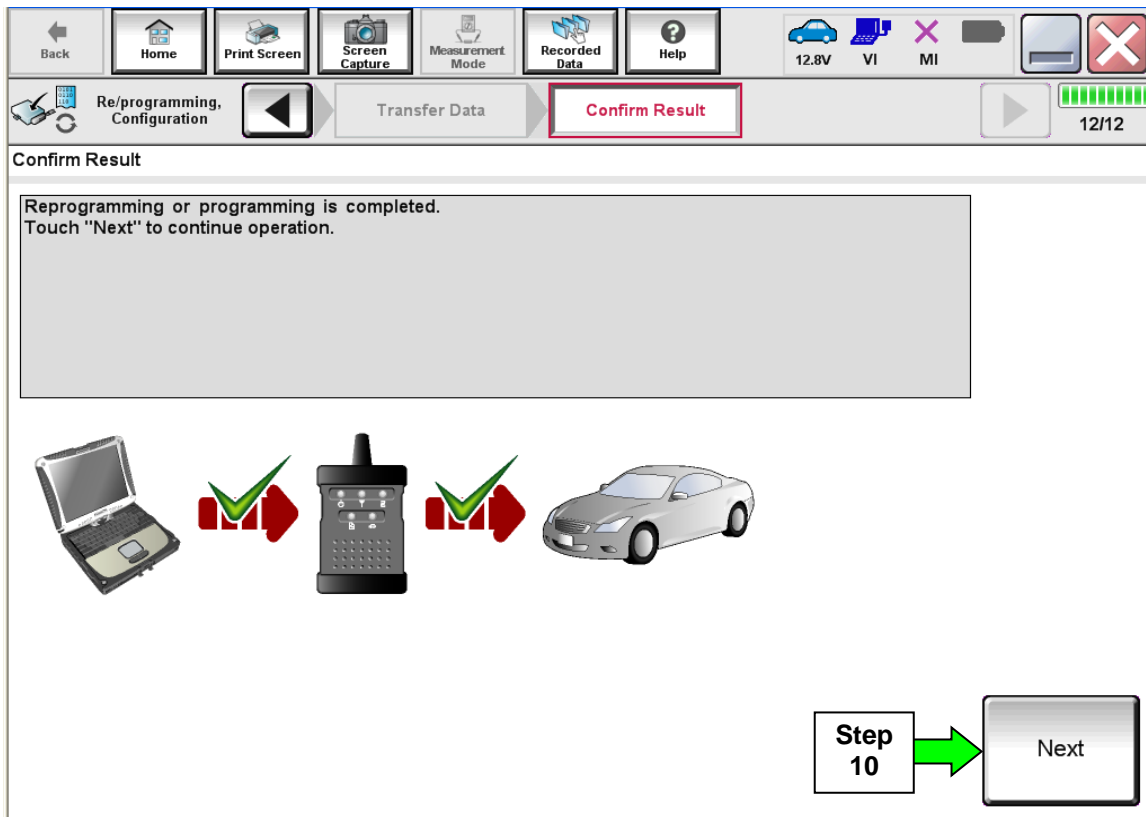 Back
Home
Print Screen
Screen
Capture
Measurement
Mode
Recorded
Data
Help
12.8V
VI
MI
Re/programming,
Configuration
Transfer Data
Confirm Result
12/12
Confirm Result
Reprogramming or programming is completed.
Touch "Next" to continue operation.
Step
10
Next